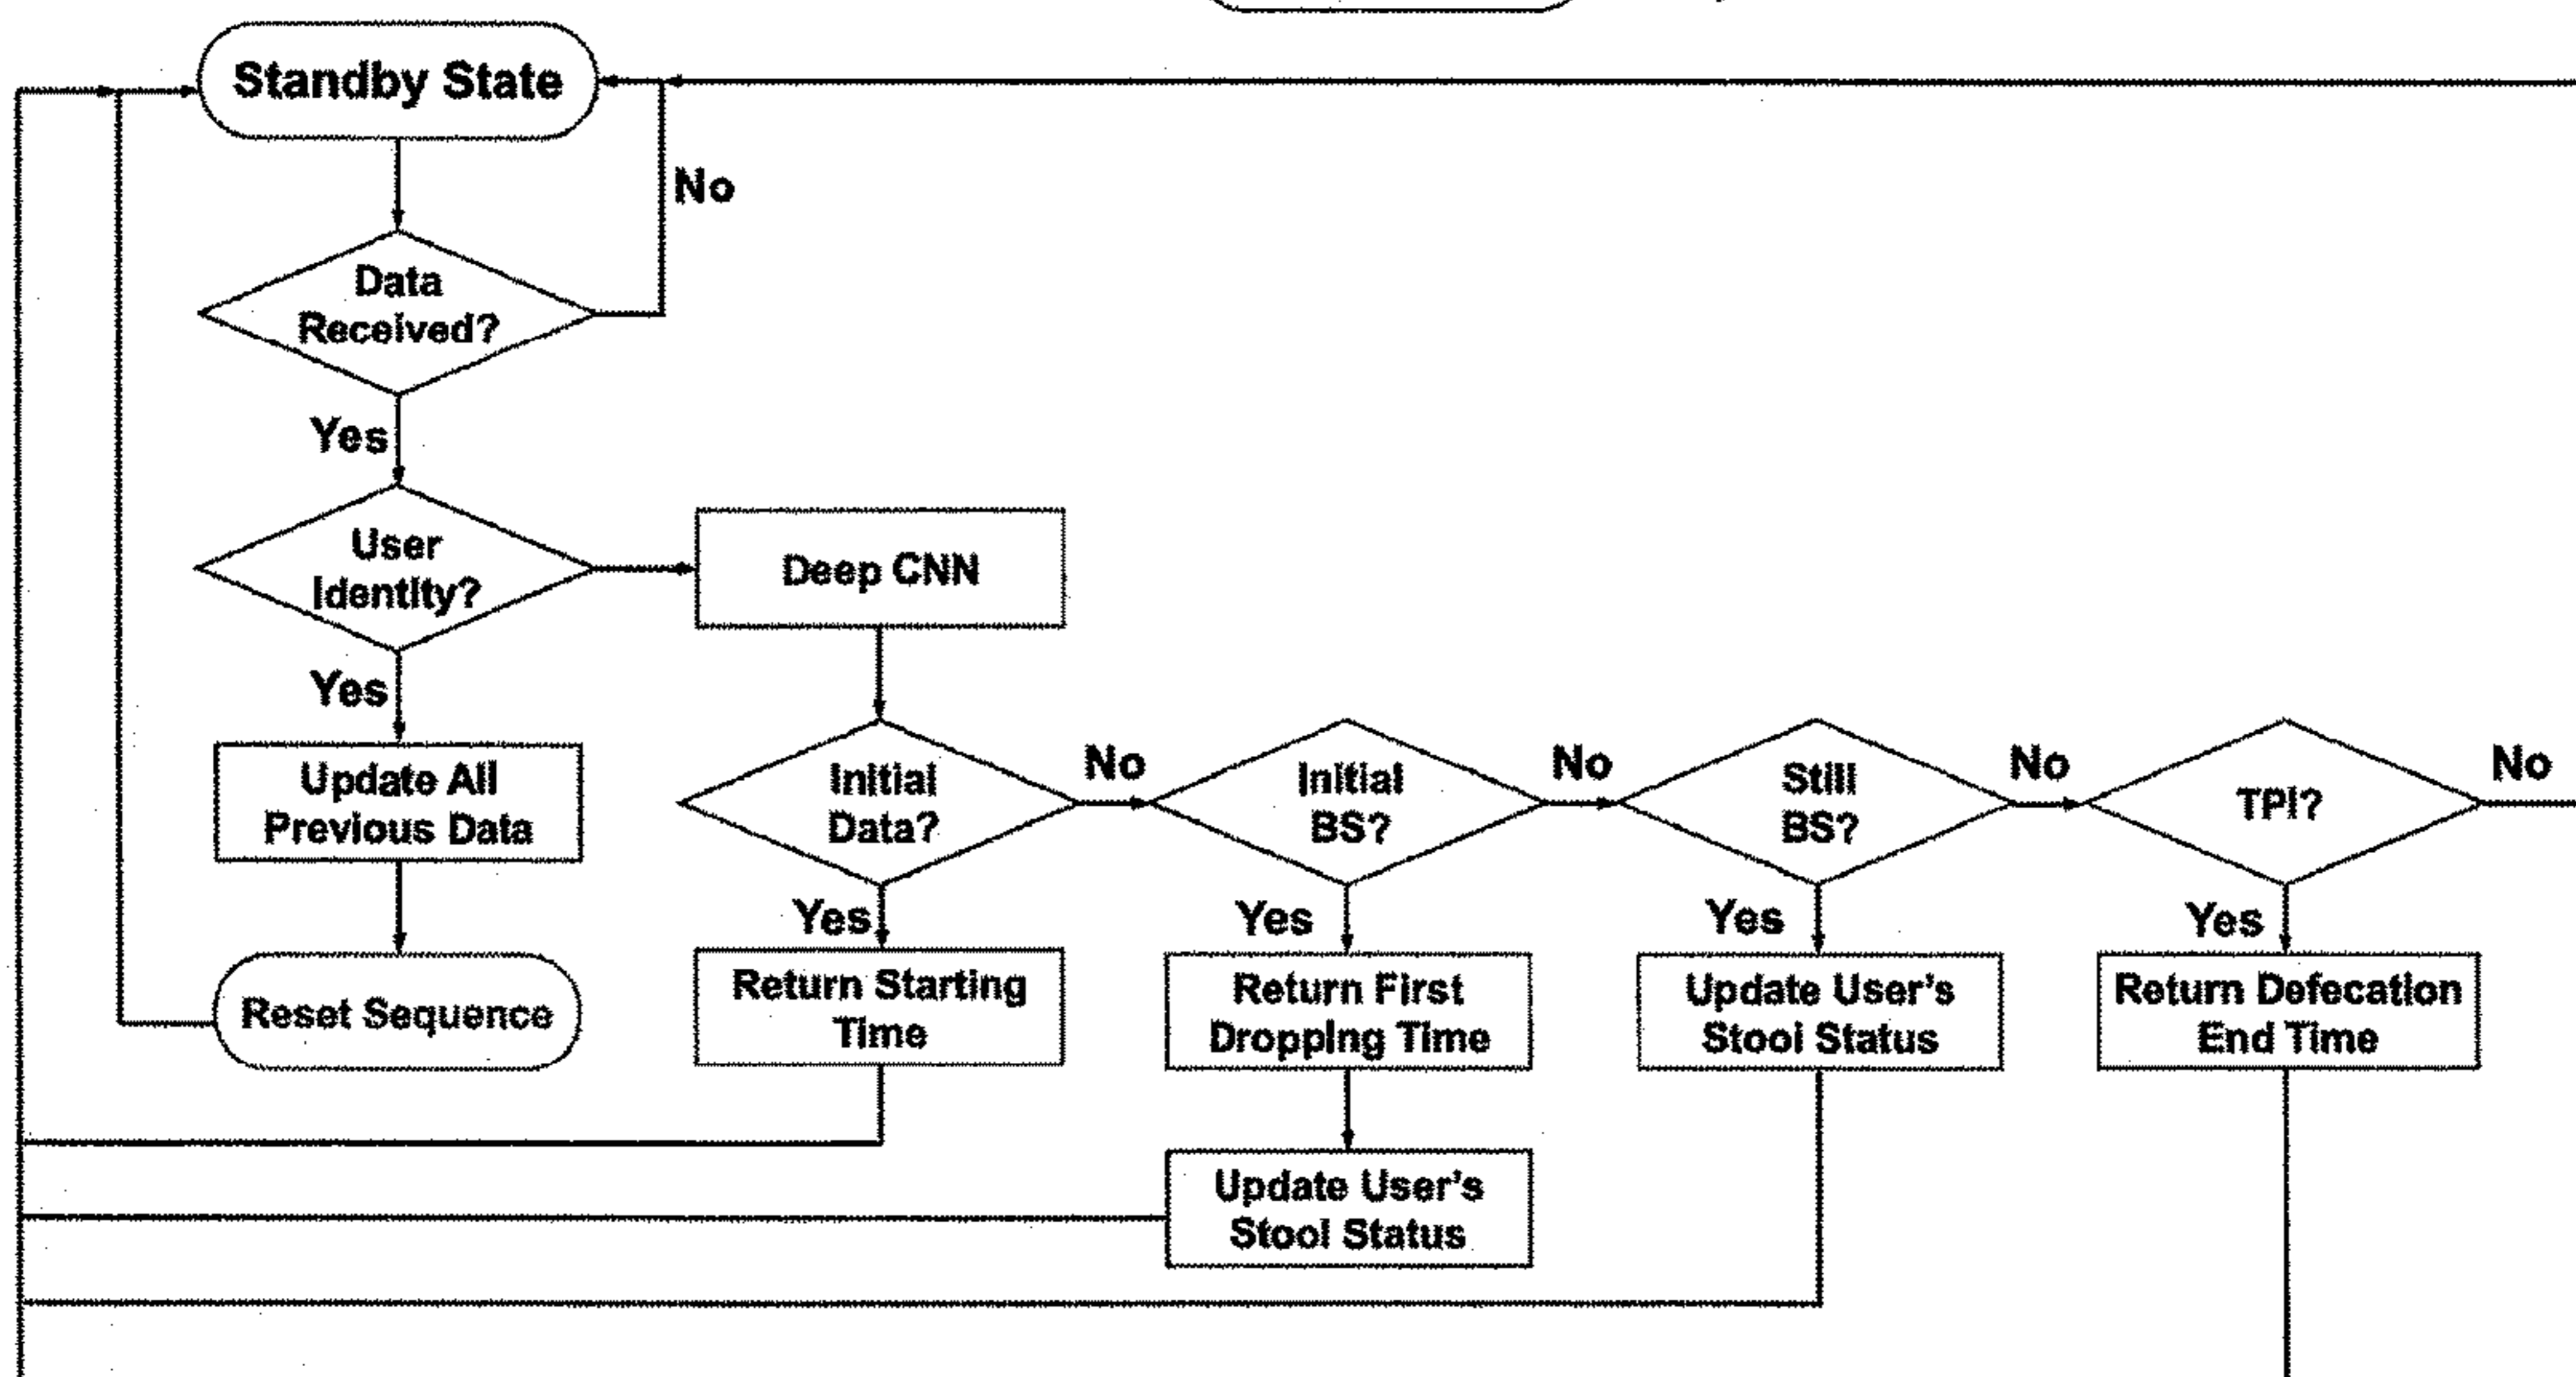 Standby State
No
Data
Received?
Yes
User
Identity?
Deep CNN
Yes
Update All
Previous Data
Reset Sequence
Initial
Data?
No
Yes
Return Starting
Time
Initial
BS?
No
Yes
Return First
Dropping Time
Update User's
Stool Status
Still
BS?
No
Yes
Update User's
Stool Status
TPI?
No
Yes
Return Defecation
End Time